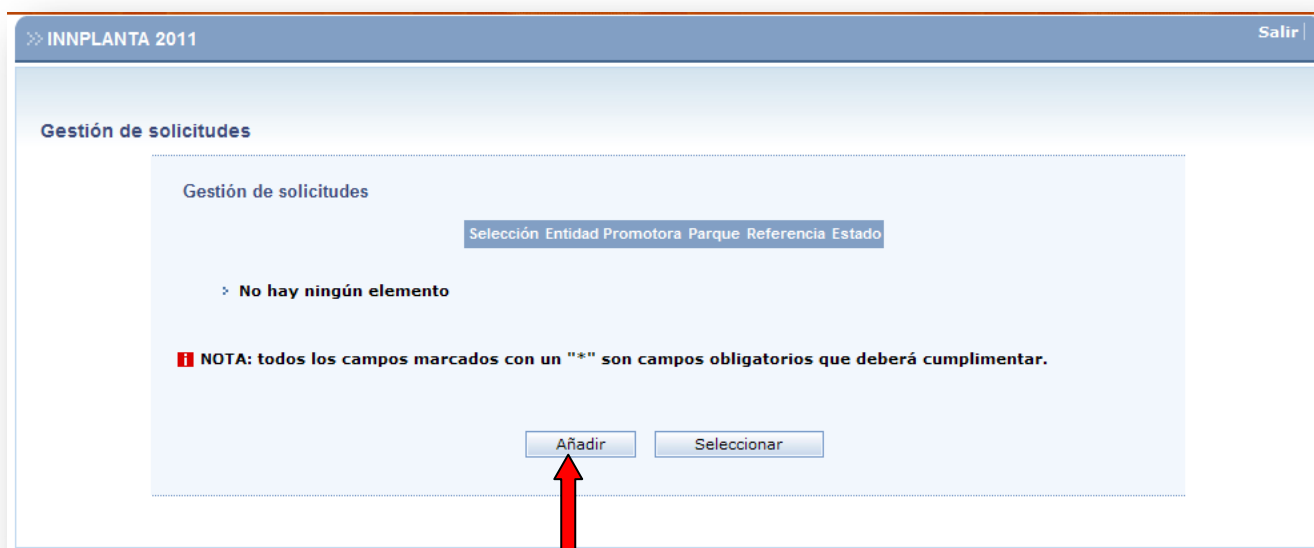 INNPLANTA 2011
Salir
Gestión de solicitudes
Gestión de solicitudes
Selección Entidad Promotora Parque Referencia Estado
No hay ningún elemento
NOTA: todos los campos marcados con un "*" son campos obligatorios que deberá cumplimentar.
Añadir Seleccionar